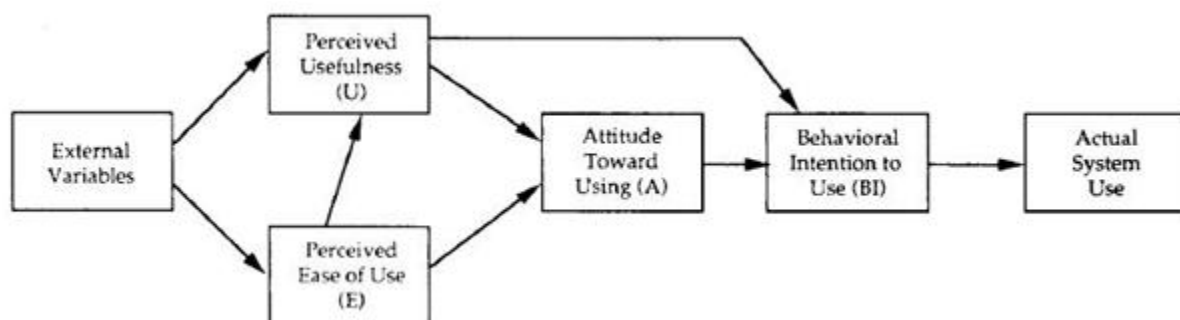 External
Variables
Perceived
Usefulness
(U)
Perceived
Ease of Use
(E)
Attitude
Toward
Using (A)
Behavioral
Intention to
Use (BI)
Actual
System
Use